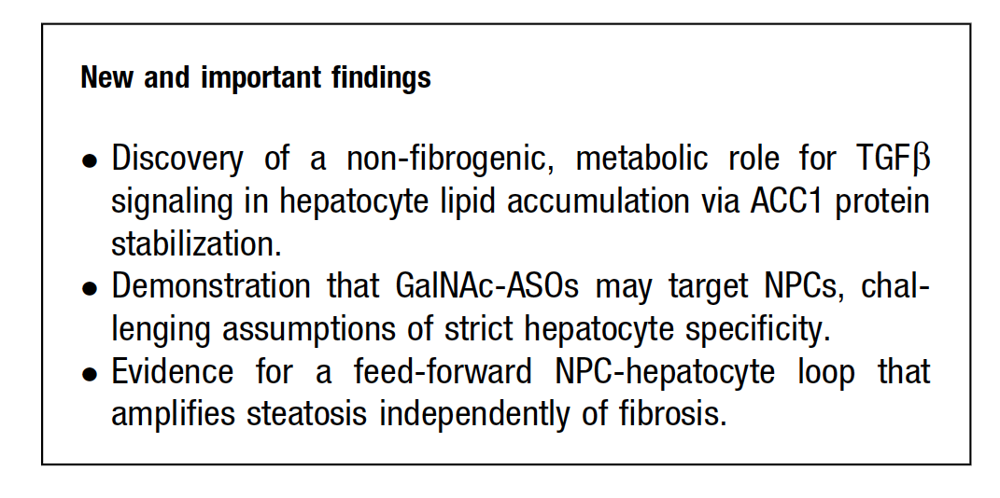 New and important findings
● Discovery of a non-fibrogenic, metabolic role for TGFβ
signaling in hepatocyte lipid accumulation via ACC1 protein
stabilization.
● Demonstration that GalNAc-ASOs may target NPCs, chal-
lenging assumptions of strict hepatocyte specificity.
● Evidence for a feed-forward NPC-hepatocyte loop that
amplifies steatosis independently of fibrosis.